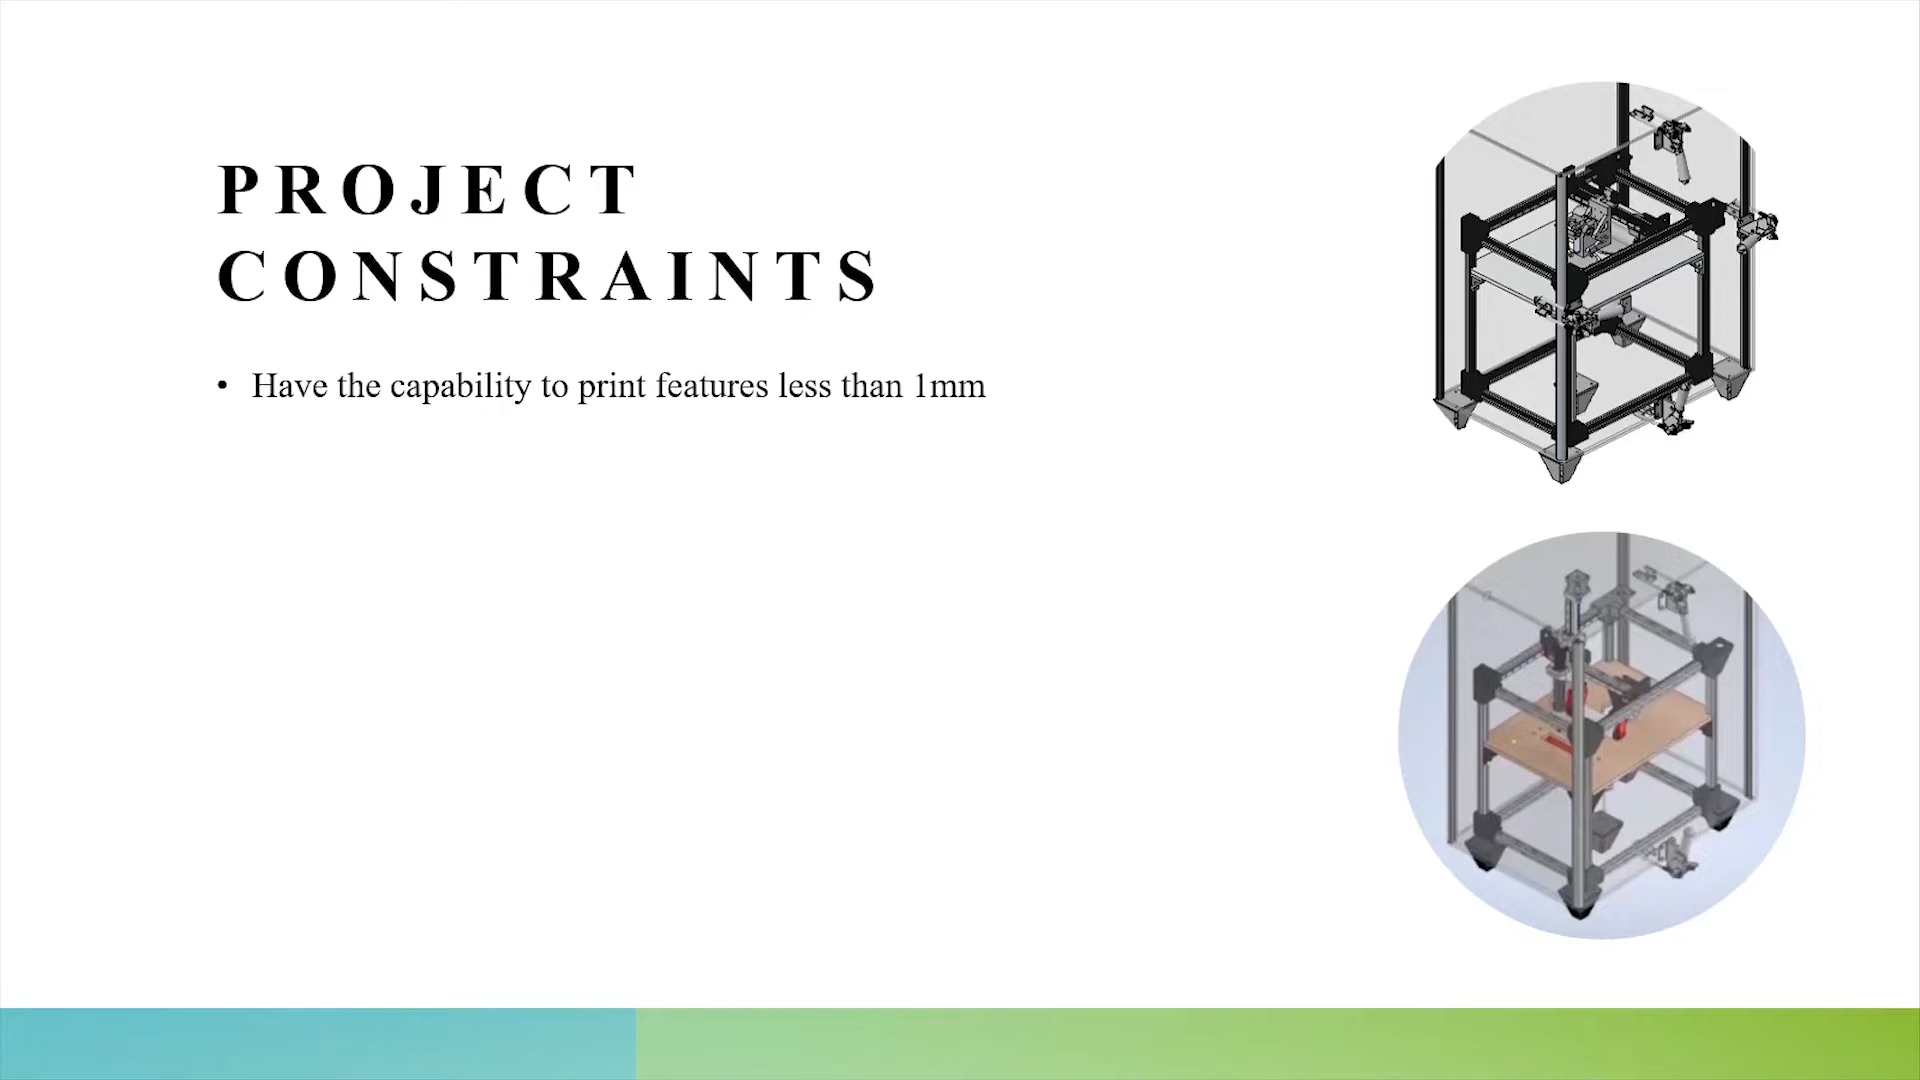 PROJECT
CONSTRAINTS
• Have the capability to print features less than 1mm